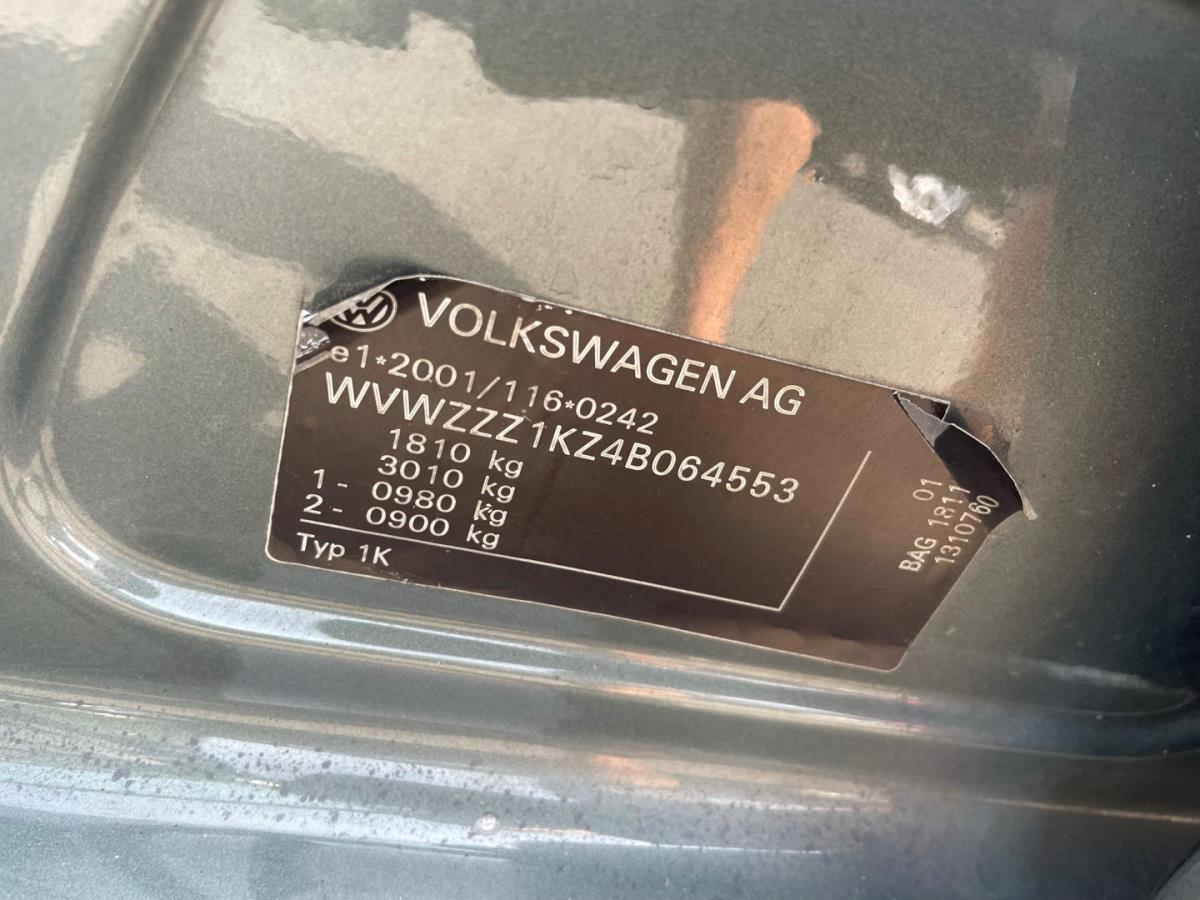 VOLKSWAGEN AG
e1*2001/116*0242
WVWZZZ1KZ4B064553
1810 kg
3010 kg
1 - 0980 kg
2 - 0900 kg
Typ 1K
01
BAG 1811
1310760